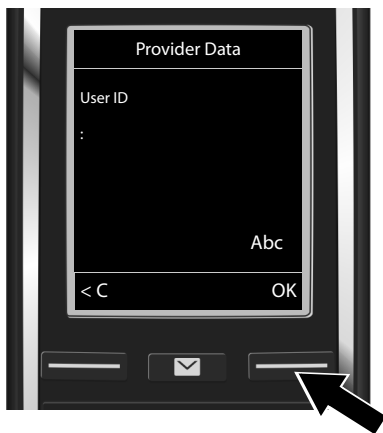 Provider Data
User ID
:
Abc
< C OK